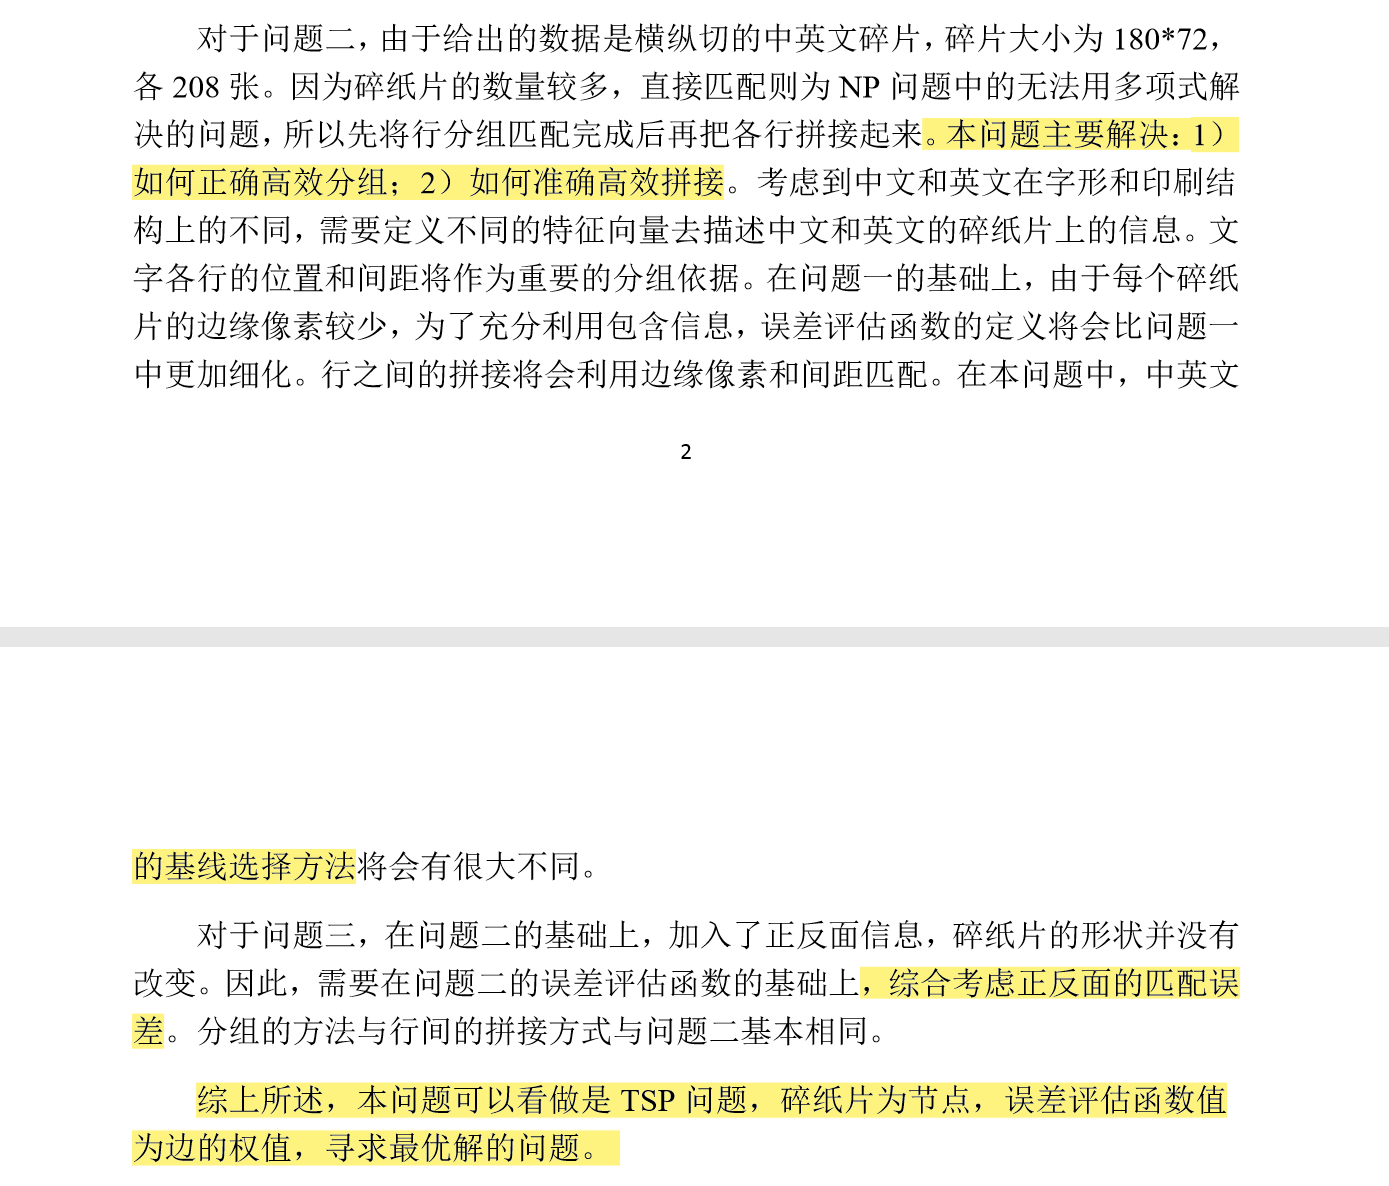 对于问题二，由于给出的数据是横纵切的中英文碎片，碎片大小为 180*72，
各 208 张。因为碎纸片的数量较多，直接匹配则为 NP 问题中的无法用多项式解
决的问题，所以先将行分组匹配完成后再把各行拼接起来。本问题主要解决：1）
如何正确高效分组；2）如何准确高效拼接。考虑到中文和英文在字形和印刷结
构上的不同，需要定义不同的特征向量去描述中文和英文的碎纸片上的信息。文
字各行的位置和间距将作为重要的分组依据。在问题一的基础上，由于每个碎纸
片的边缘像素较少，为了充分利用包含信息，误差评估函数的定义将会比问题一
中更加细化。行之间的拼接将会利用边缘像素和间距匹配。在本问题中，中英文
2
的基线选择方法将会有很大不同。
对于问题三，在问题二的基础上，加入了正反面信息，碎纸片的形状并没有
改变。因此，需要在问题二的误差评估函数的基础上，综合考虑正反面的匹配误
差。分组的方法与行间的拼接方式与问题二基本相同。
综上所述，本问题可以看做是 TSP 问题，碎纸片为节点，误差评估函数值
为边的权值，寻求最优解的问题。